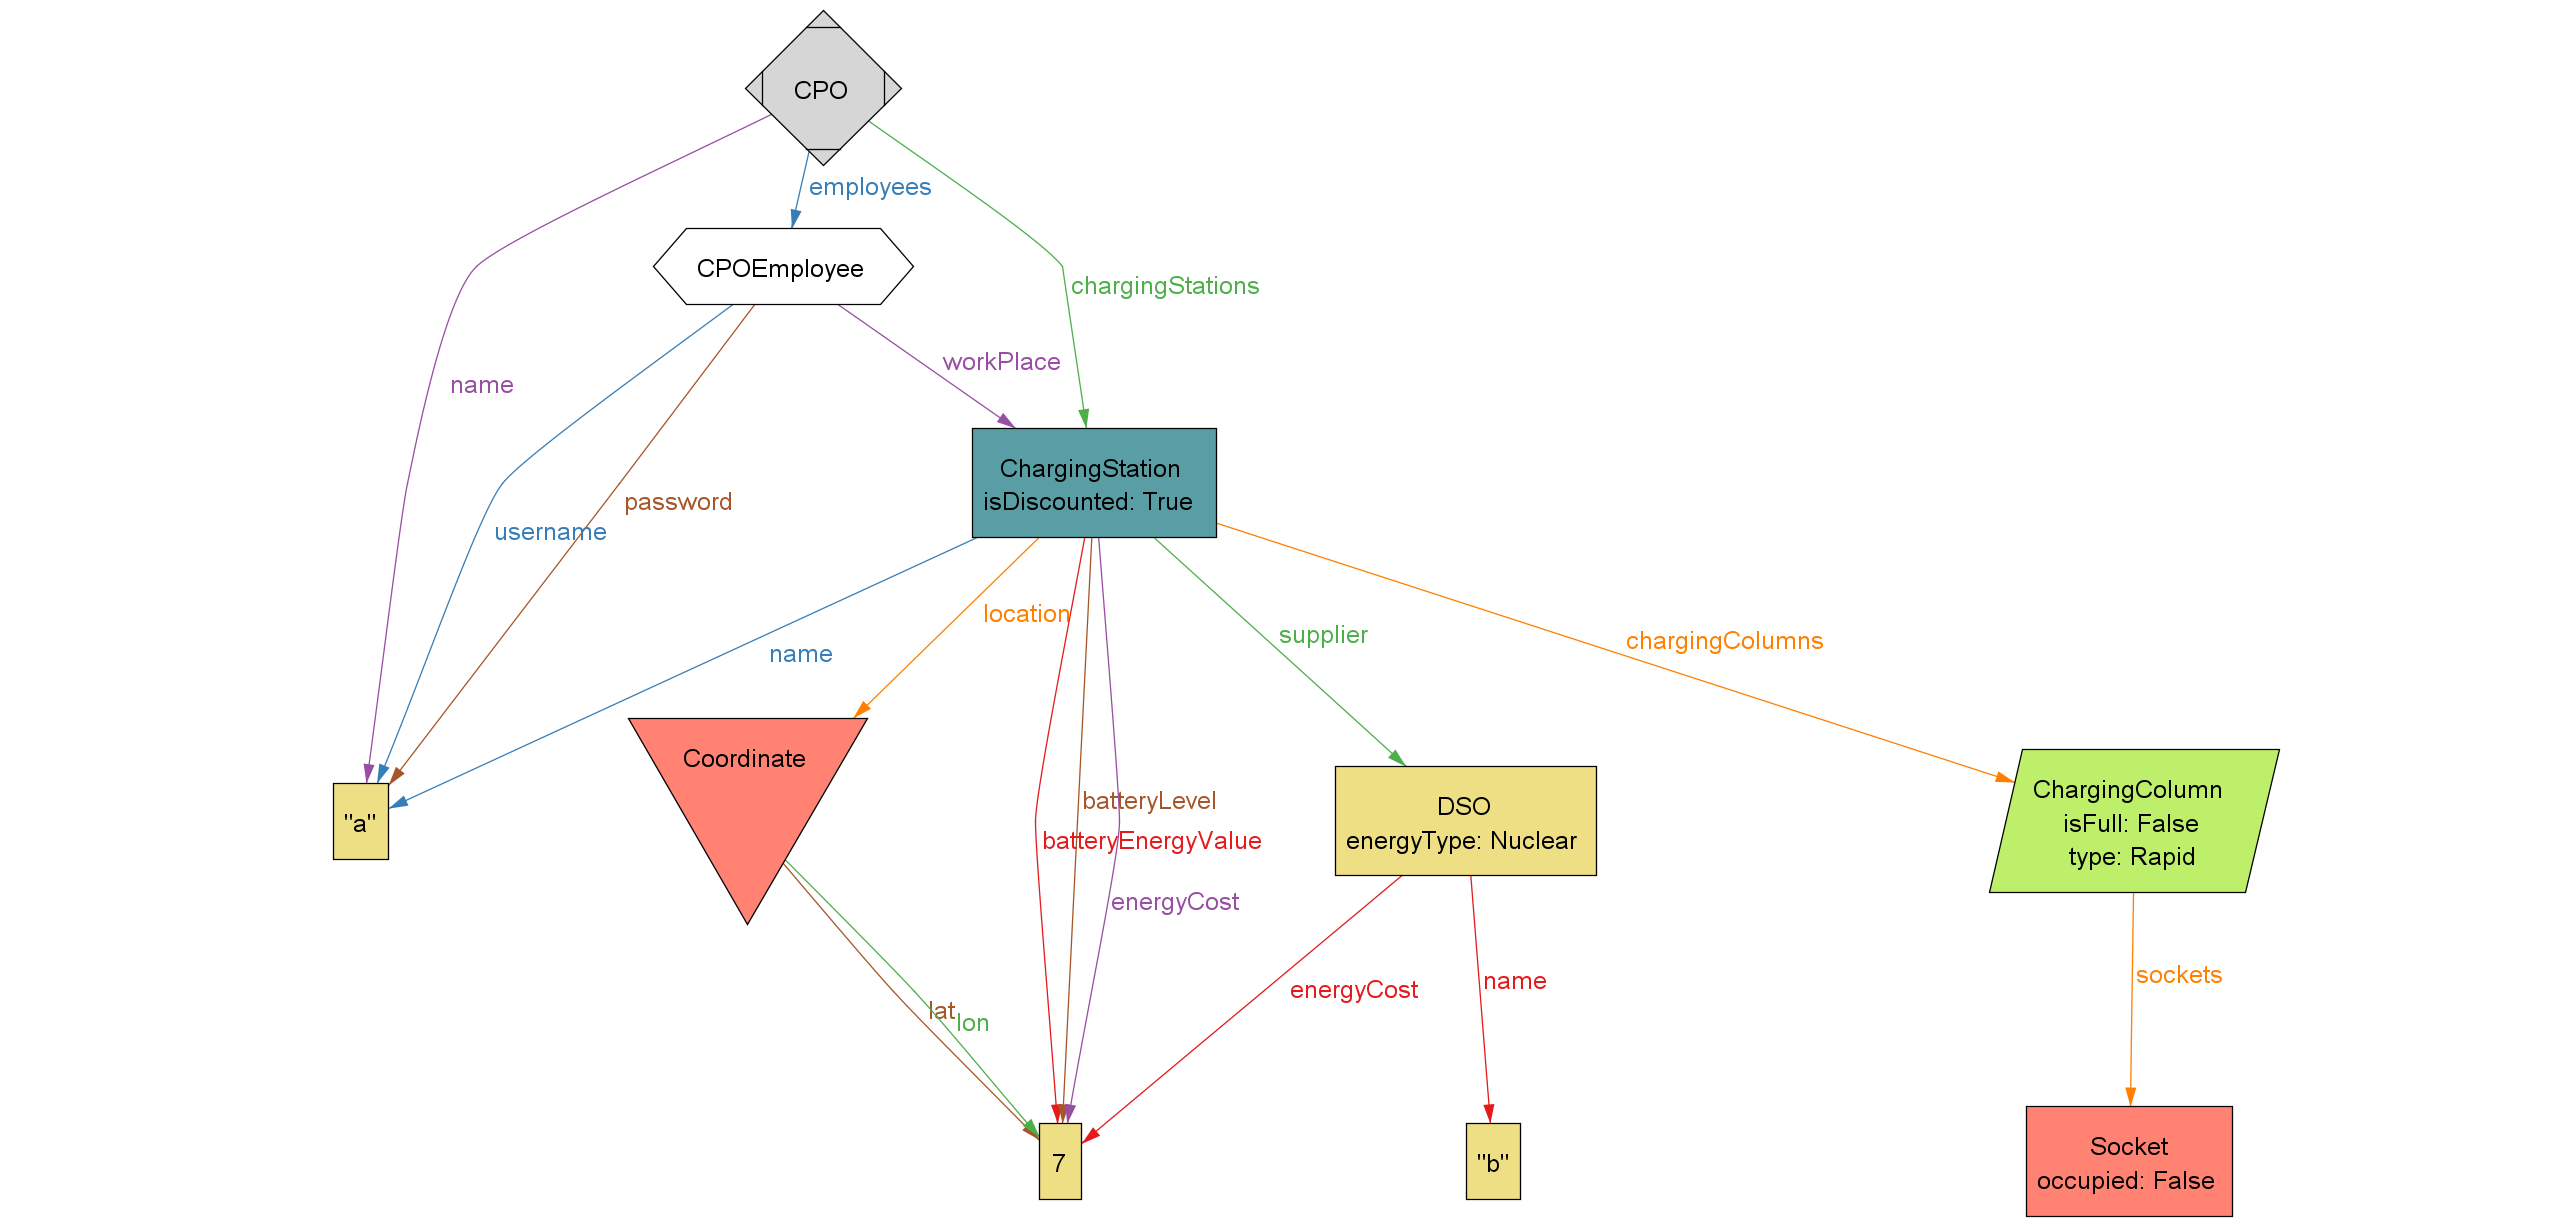 CPO
employees
CPOEmployee
chargingStations
workPlace
name
ChargingStation
isDiscounted: True
password
username
location
supplier
chargingColumns
name
Coordinate
batteryLevel
batteryEnergyValue
energyCost
"a"
DSO
energyType: Nuclear
ChargingColumn
isFull: False
type: Rapid
lat
lon
energyCost
name
sockets
7
"b"
Socket
occupied: False